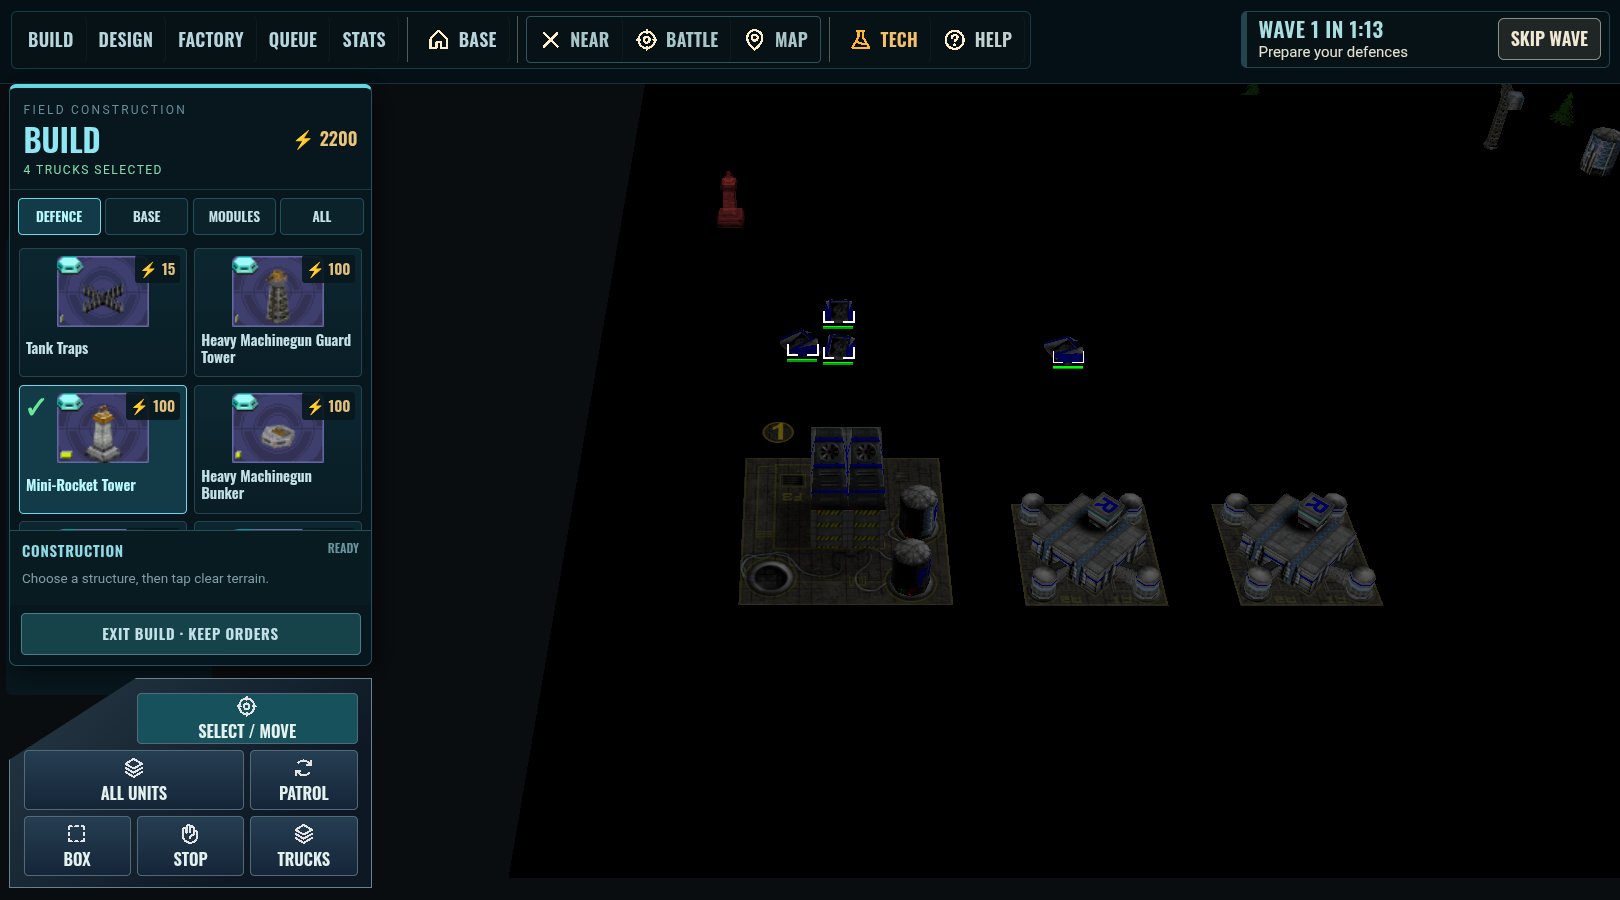 BUILD DESIGN FACTORY QUEUE STATS BASE NEAR BATTLE MAP TECH HELP
WAVE 1 IN 1:13
Prepare your defences
SKIP WAVE
FIELD CONSTRUCTION
BUILD
2200
4 TRUCKS SELECTED
DEFENCE BASE MODULES ALL
15
Tank Traps
100
Heavy Machinegun Guard
Tower
100
Mini-Rocket Tower
100
Heavy Machinegun
Bunker
CONSTRUCTION
READY
Choose a structure, then tap clear terrain.
EXIT BUILD · KEEP ORDERS
SELECT / MOVE
ALL UNITS
PATROL
BOX
STOP
TRUCKS
1
R
R